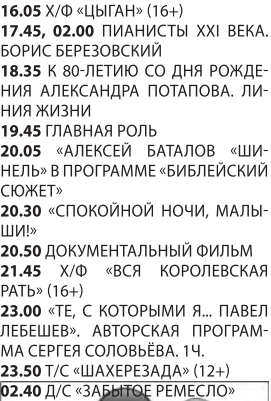 16.05 Х/Ф «ЦЫГАН» (16+)
17.45, 02.00 ПИАНИСТЫ XXI ВЕКА.
БОРИС БЕРЕЗОВСКИЙ
18.35 К 80-ЛЕТИЮ СО ДНЯ РОЖДЕ-
НИЯ АЛЕКСАНДРА ПОТАПОВА. ЛИ-
НИЯ ЖИЗНИ
19.45 ГЛАВНАЯ РОЛЬ
20.05 «АЛЕКСЕЙ БАТАЛОВ «ШИ-
НЕЛЬ» В ПРОГРАММЕ «БИБЛЕЙСКИЙ
СЮЖЕТ»
20.30 «СПОКОЙНОЙ НОЧИ, МАЛЫ-
ШИ!»
20.50 ДОКУМЕНТАЛЬНЫЙ ФИЛЬМ
21.45 Х/Ф «ВСЯ КОРОЛЕВСКАЯ
РАТЬ» (16+)
23.00 «ТЕ, С КОТОРЫМИ Я... ПАВЕЛ
ЛЕБЕШЕВ». АВТОРСКАЯ ПРОГРАМ-
МА СЕРГЕЯ СОЛОВЬЁВА. 1Ч.
23.50 Т/С «ШАХЕРЕЗАДА» (12+)
02.40 Д/С «ЗАБЫТОЕ РЕМЕСЛО»